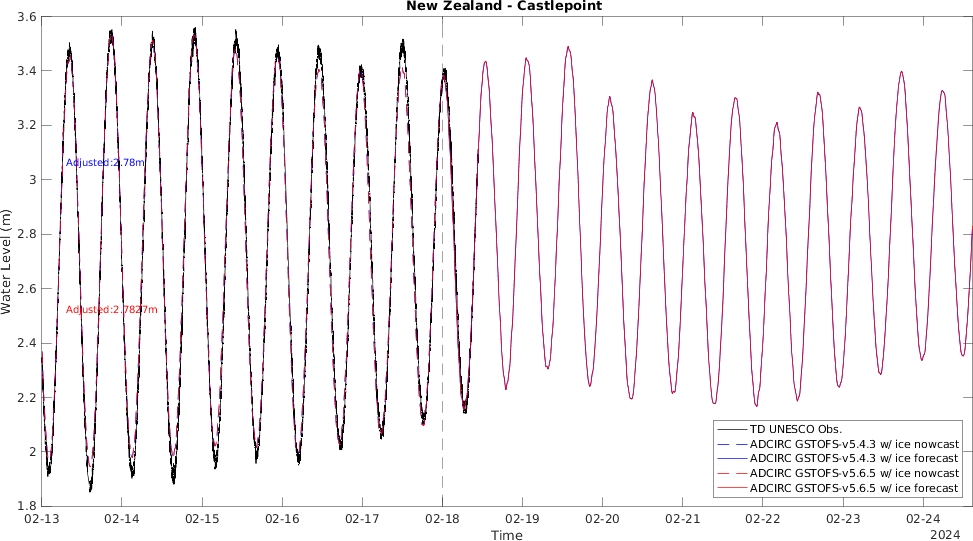 New Zealand - Castlepoint
3.6
3.4
3.2
3
2.8
2.6
2.4
2.2
2
1.8
Water Level (m)
Adjusted:2.78m
Adjusted:2.7827m
TD UNESCO Obs.
ADCIRC GSTOFS-v5.4.3 w/ ice nowcast
ADCIRC GSTOFS-v5.4.3 w/ ice forecast
ADCIRC GSTOFS-v5.6.5 w/ ice nowcast
ADCIRC GSTOFS-v5.6.5 w/ ice forecast
02-13 02-14 02-15 02-16 02-17 02-18 02-19 02-20 02-21 02-22 02-23 02-24
Time
2024